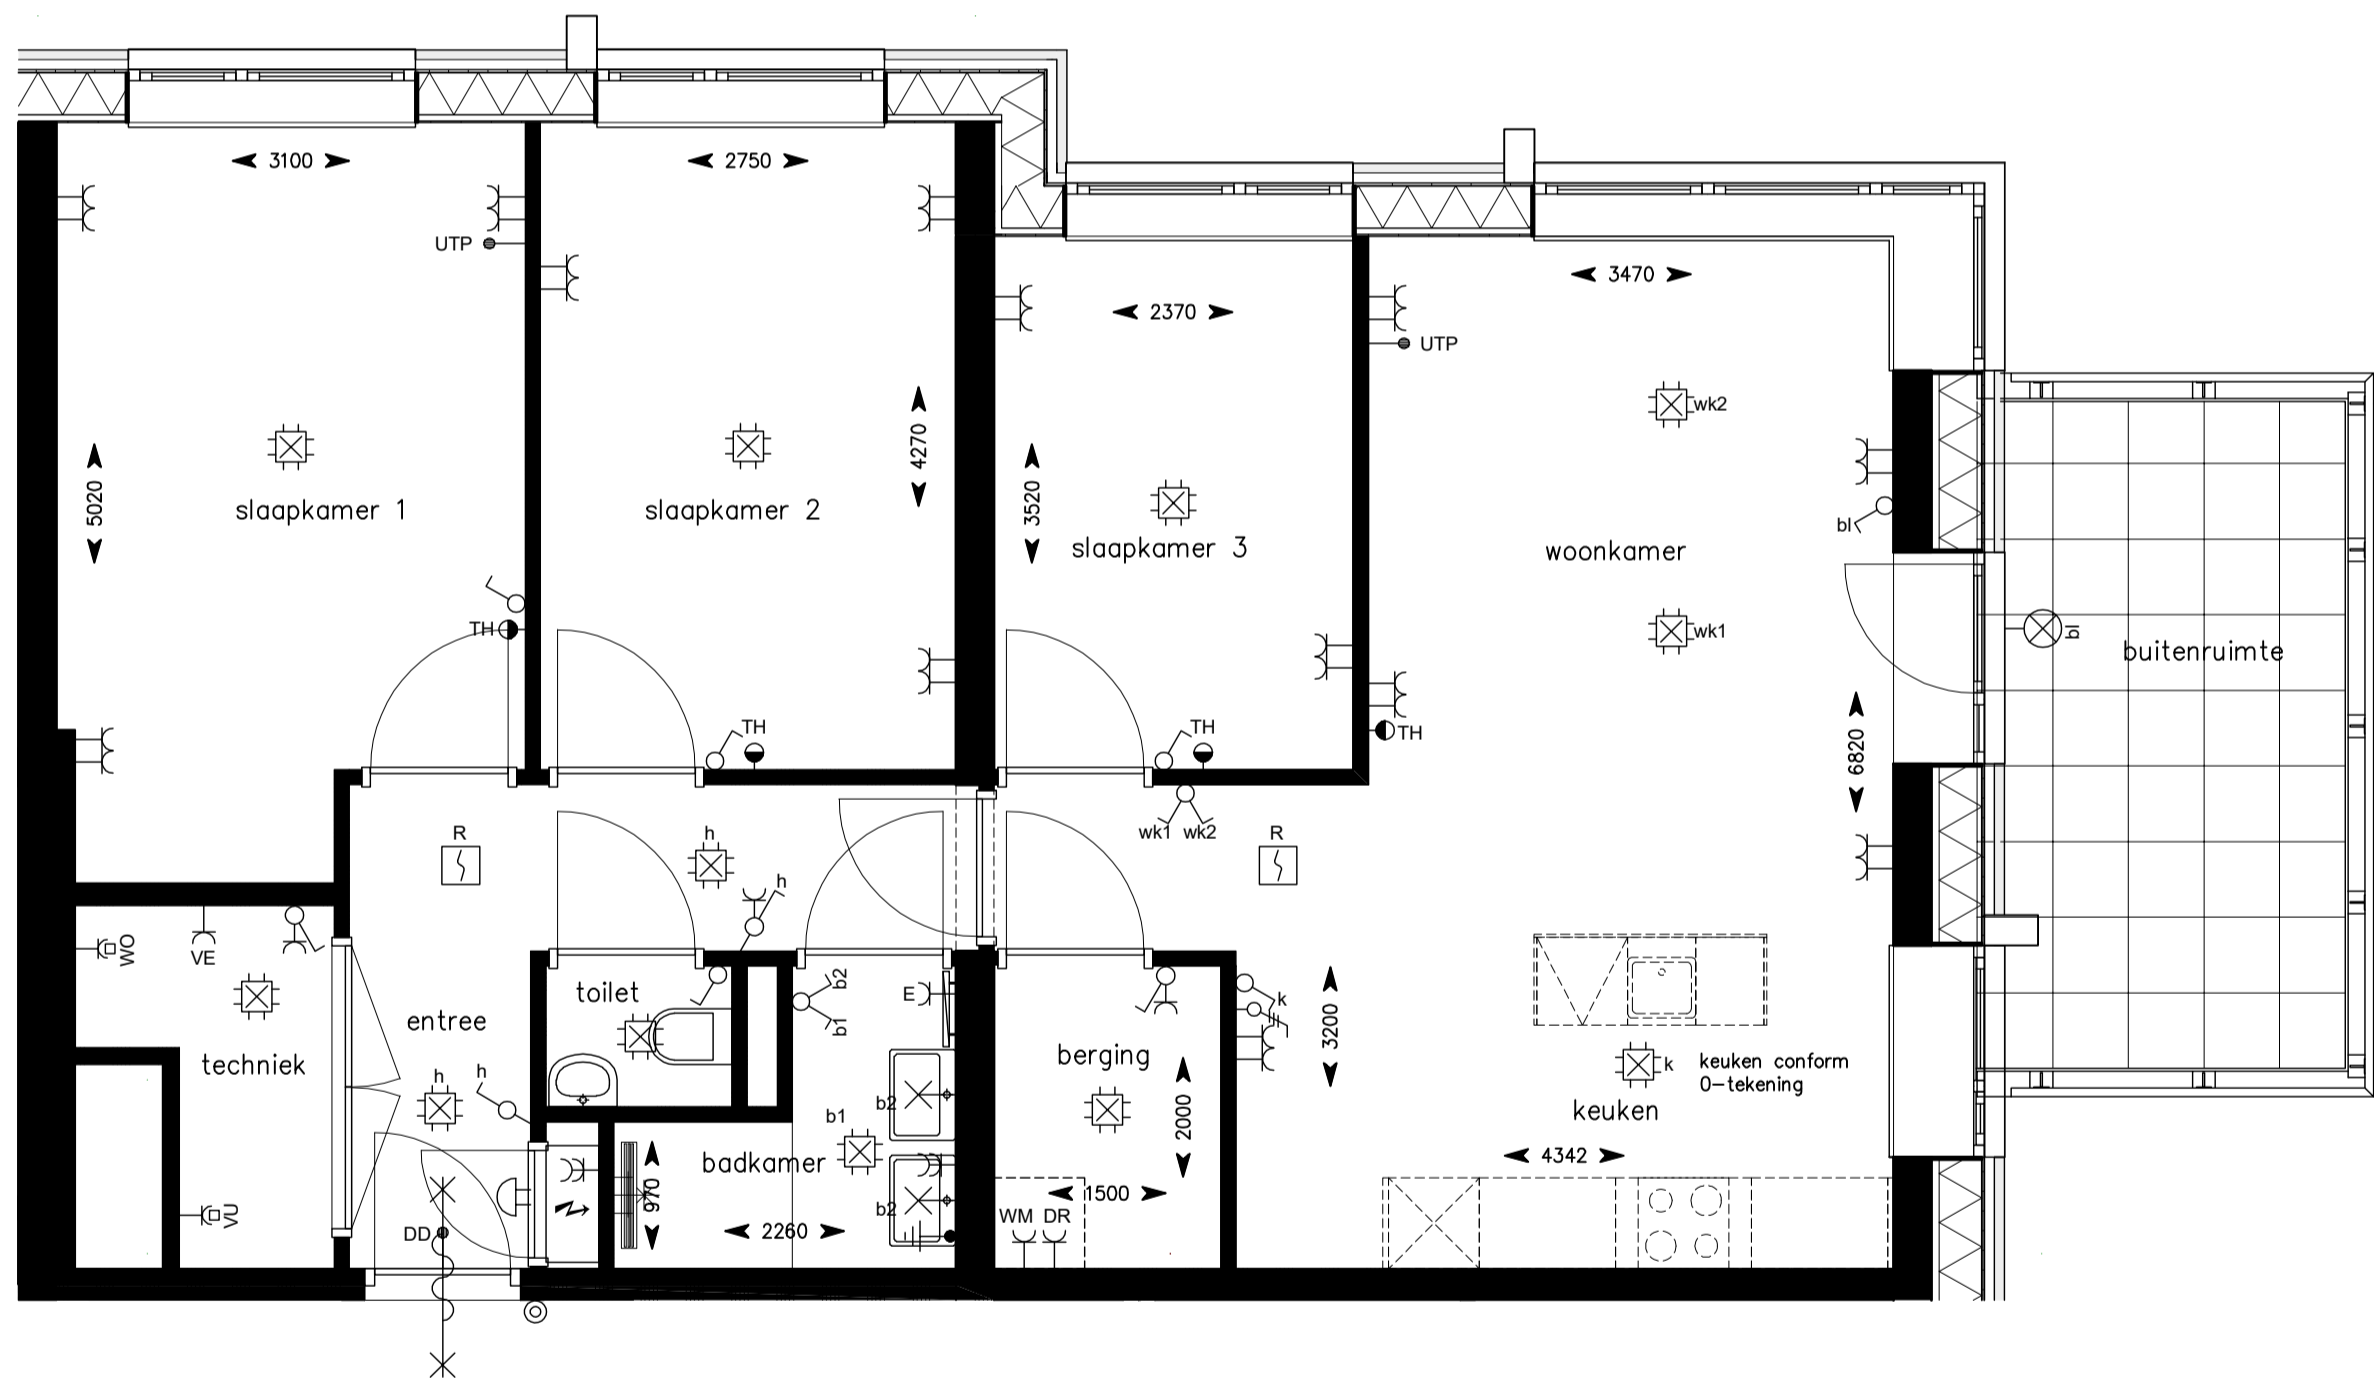 3100
2750
UTP
3470
2370
UTP
wk2
4270
5020
slaapkamer 1
slaapkamer 2
3520
slaapkamer 3
bl
woonkamer
TH
wk1
bl
buitenruimte
TH
TH
TH
6820
R
h
wk1 wk2
R
h
WO
VE
toilet
b2
E
k
entree
b1
3200
techniek
berging
k
keuken conform
0-tekening
h
h
b2
b1
2000
keuken
badkamer
4342
970
1500
VU
b2
WM DR
DD
2260